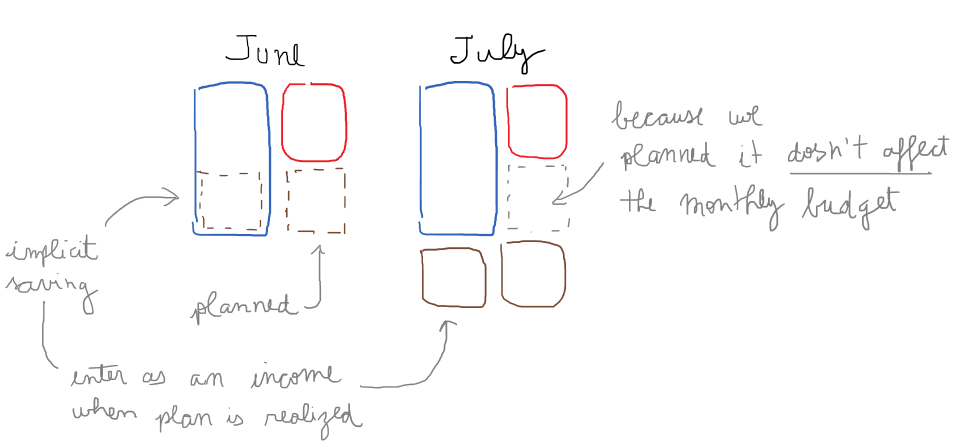 June
July
because we
planned it dosn't affect
the monthly budget
implicit
saving
planned
enter as an income
when plan is realized